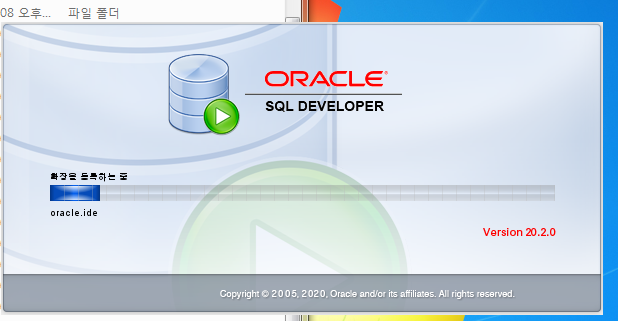 08 오후... 파일 폴더
ORACLE®
SQL DEVELOPER
확장을 등록하는 중
oracle.ide
Version 20.2.0
Copyright © 2005, 2020, Oracle and/or its affiliates. All rights reserved.